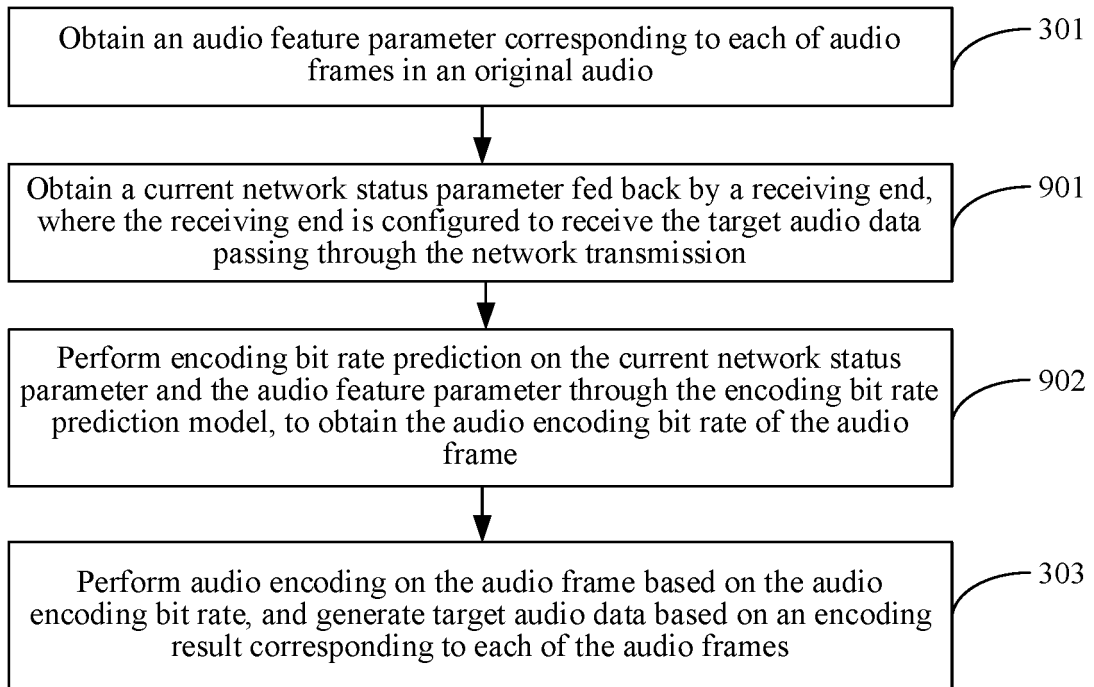 Obtain an audio feature parameter corresponding to each of audio
frames in an original audio
301
Obtain a current network status parameter fed back by a receiving end,
where the receiving end is configured to receive the target audio data
passing through the network transmission
901
Perform encoding bit rate prediction on the current network status
parameter and the audio feature parameter through the encoding bit rate
prediction model, to obtain the audio encoding bit rate of the audio
frame
902
Perform audio encoding on the audio frame based on the audio
encoding bit rate, and generate target audio data based on an encoding
result corresponding to each of the audio frames
303